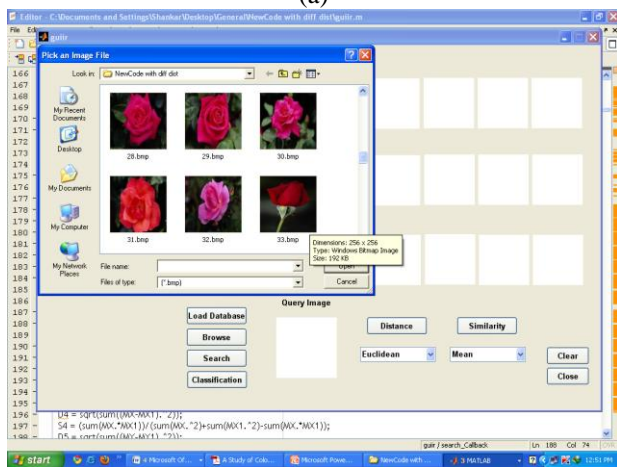 (a)
Editor - C:\Documents and Settings\Shankar\Desktop\General\NewCode with diff dist\guiir.m
File Ed
guiir
Pick an Image File
Look in: NewCode with diff dist
My Recent Documents
Desktop
My Documents
My Computer
My Network Places
28.bmp 29.bmp 30.bmp
31.bmp 32.bmp 33.bmp
Dimensions: 256 x 256
Type: Windows Bitmap Image
Size: 192 KB
File name: Open
Files of type: (*.bmp) Cancel
166
167
168
169
170
171
172
173
174
175
176
177
178
179
180
181
182
183
184
185
186
187
188
189
190
191
192
193
194
195
196
197
198
Query Image
Load Database
Browse
Search
Classification
Distance Similarity
Euclidean Mean
Clear
Close
D4 = sqrt(sum((MX-MX1).^2));
S4 = (sum(MX.*MX1))/(sum(MX.^2)+sum(MX1.^2)-sum(MX.*MX1));
D5 = sqrt(sum((MX-MX1).^2));
guiir / search_Callback Ln 188 Col 74
start 4 Microsoft Of... A Study of Colo... Microsoft Powe... NewCode with ... 3 MATLAB 12:51 PM